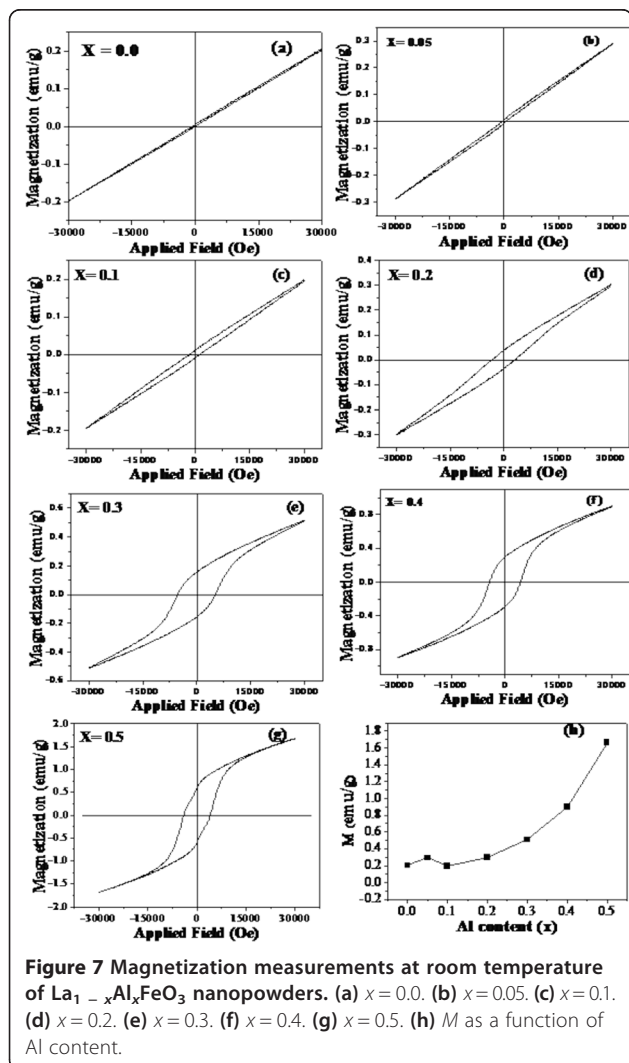 X = 0.0
(a)
Magnetization (emu/g)
0.2
0.0
-0.2
-30000 -15000 0 15000 30000
Applied Field (Oe)
X= 0.05
(b)
Magnetization (emu/g)
0.3
0.2
0.1
0.0
-0.1
-0.2
-0.3
-30000 -15000 0 15000 30000
Applied Field (Oe)
X= 0.1
(c)
Magnetization (emu/g)
0.2
0.1
0.0
-0.1
-0.2
-30000 -15000 0 15000 30000
Applied Field (Oe)
X= 0.2
(d)
Magnetization (emu/g)
0.4
0.3
0.2
0.1
0.0
-0.1
-0.2
-0.3
-30000 -15000 0 15000 30000
Applied Field (Oe)
X= 0.3
(e)
Magnetization (emu/g)
0.6
0.4
0.2
0.0
-0.2
-0.4
-0.6
-30000 -15000 0 15000 30000
Applied Field (Oe)
X= 0.4
(f)
Magnetization (emu/g)
0.8
0.4
0.0
-0.4
-0.8
-30000 -15000 0 15000 30000
Applied Field (Oe)
X= 0.5
(g)
Magnetization (emu/g)
2.0
1.5
1.0
0.5
0.0
-0.5
-1.0
-1.5
-2.0
-30000 -15000 0 15000 30000
Applied Field (Oe)
(h)
M (emu/g)
1.8
1.6
1.4
1.2
1.0
0.8
0.6
0.4
0.2
0.0
-0.2
0.0 0.1 0.2 0.3 0.4 0.5
Al content (x)
Figure 7 Magnetization measurements at room temperature
of La₁ ₋ ₓAlₓFeO₃ nanopowders. (a) x = 0.0. (b) x = 0.05. (c) x = 0.1.
(d) x = 0.2. (e) x = 0.3. (f) x = 0.4. (g) x = 0.5. (h) M as a function of
Al content.